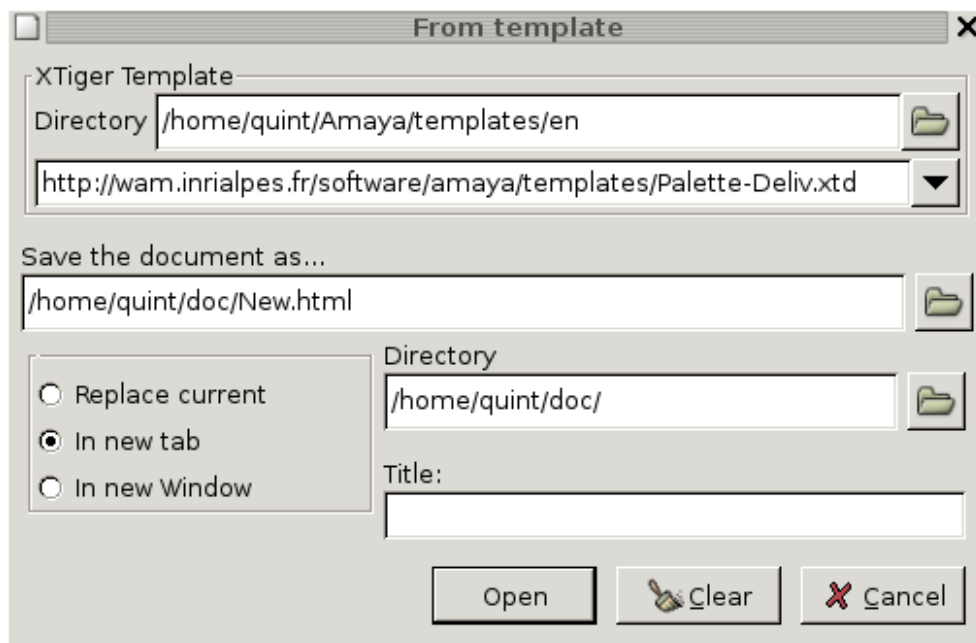 From template
XTiger Template
Directory /home/quint/Amaya/templates/en
http://wam.inrialpes.fr/software/amaya/templates/Palette-Deliv.xtd
Save the document as...
/home/quint/doc/New.html
Replace current
In new tab
In new Window
Directory
/home/quint/doc/
Title:
Open Clear Cancel